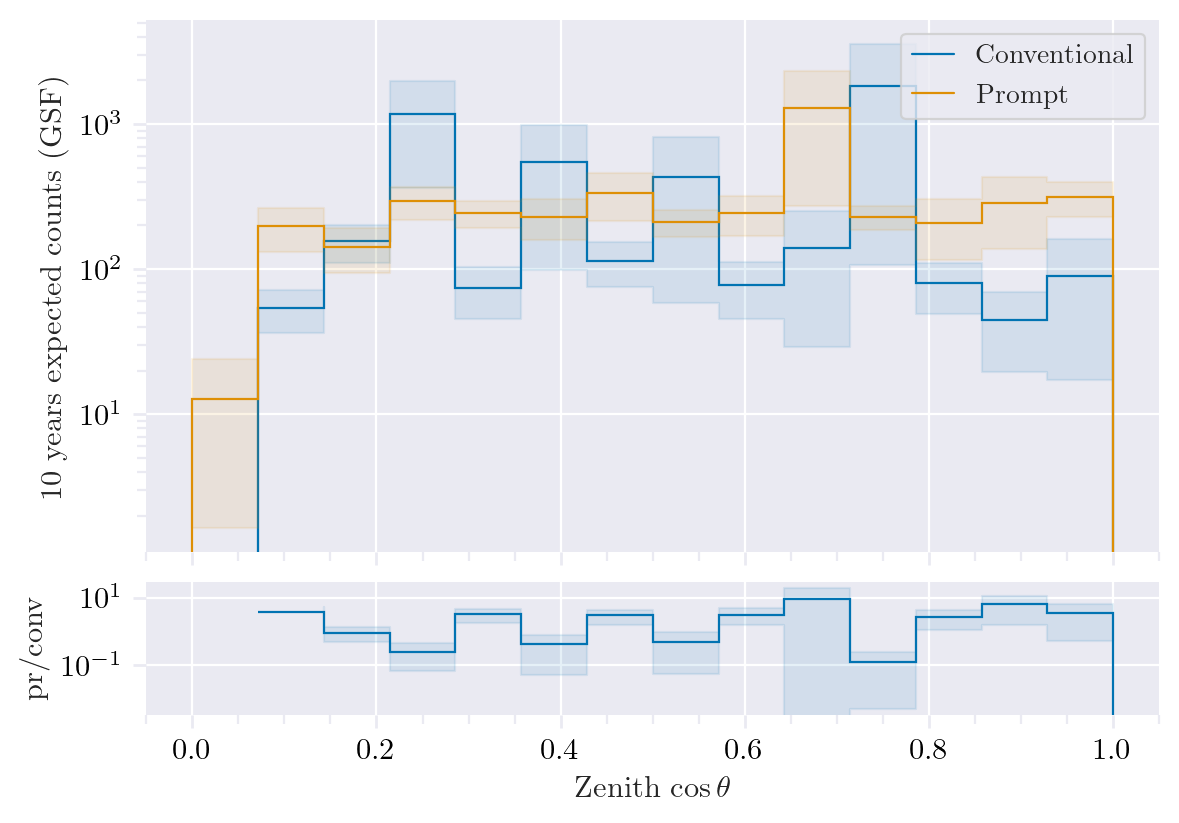 10 years expected counts (GSF)
10³
10²
10¹
Conventional
Prompt
pr/conv
10¹
10⁻¹
0.0 0.2 0.4 0.6 0.8 1.0
Zenith cos θ